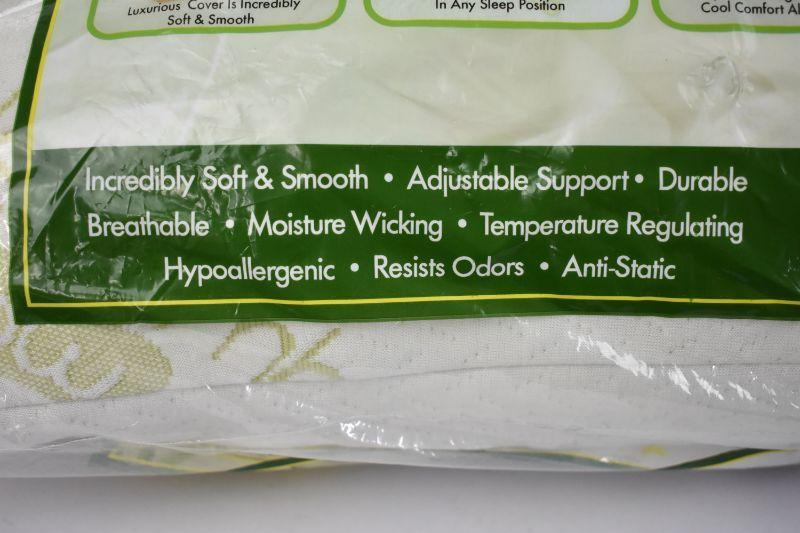 Luxurious Cover Is Incredibly
Soft & Smooth
In Any Sleep Position
Cool Comfort
Incredibly Soft & Smooth • Adjustable Support • Durable
Breathable • Moisture Wicking • Temperature Regulating
Hypoallergenic • Resists Odors • Anti-Static